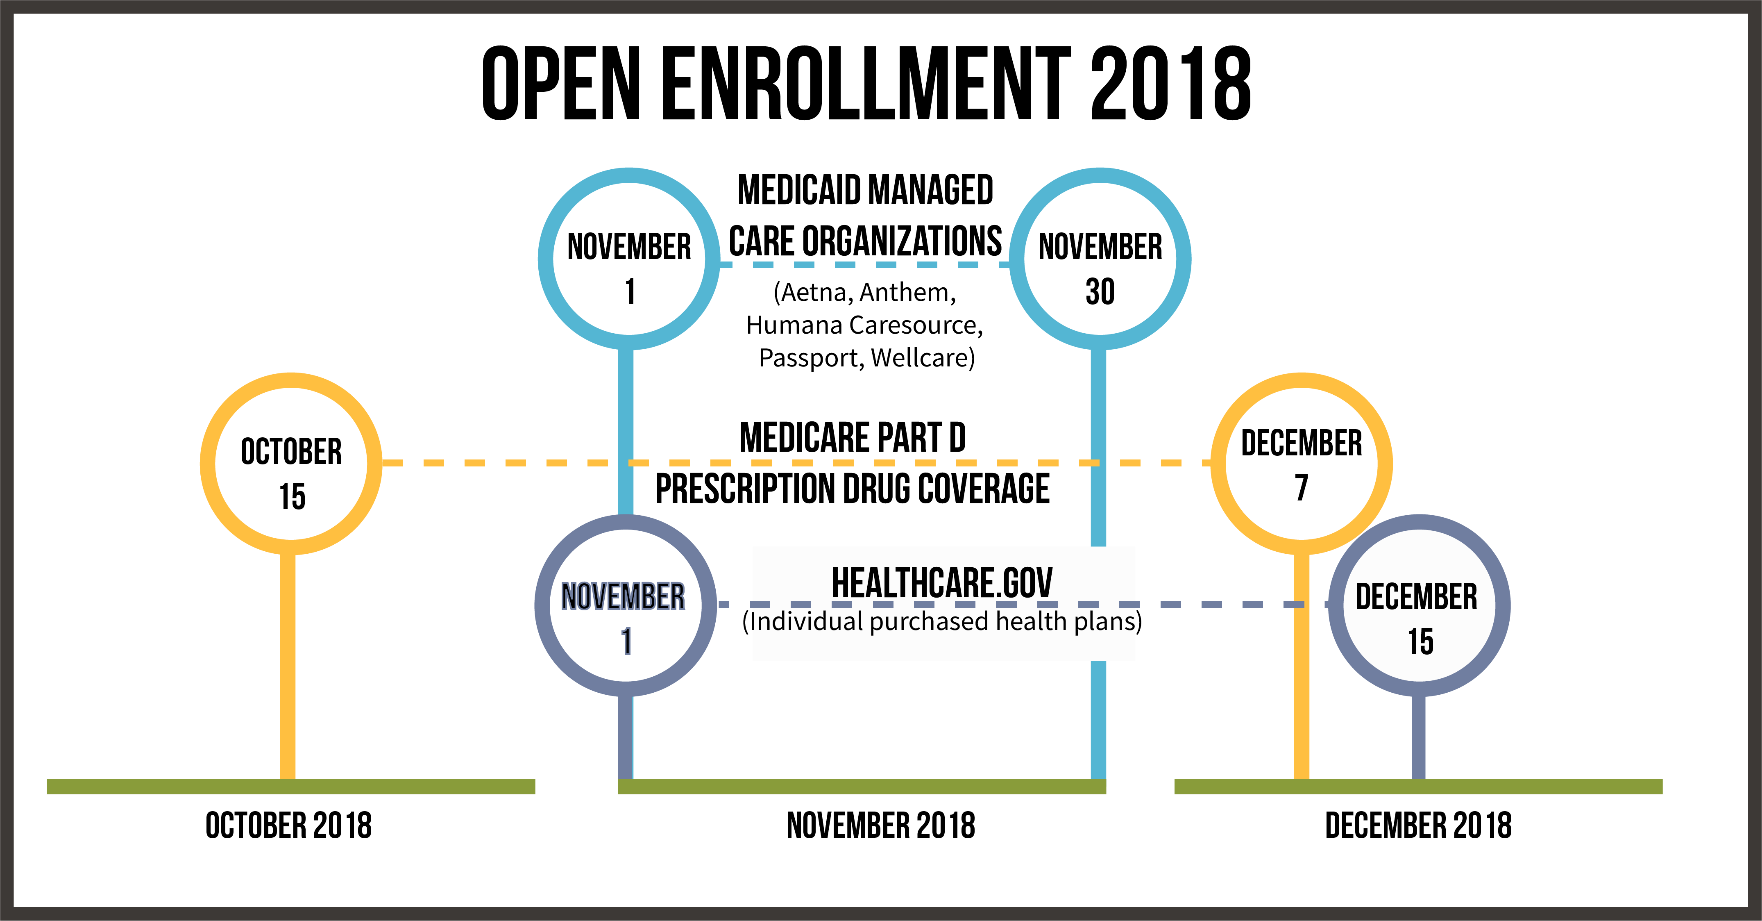 OPEN ENROLLMENT 2018
MEDICAID MANAGED
CARE ORGANIZATIONS
NOVEMBER
1
NOVEMBER
30
(Aetna, Anthem,
Humana Caresource,
Passport, Wellcare)
OCTOBER
15
MEDICARE PART D
PRESCRIPTION DRUG COVERAGE
DECEMBER
7
NOVEMBER
1
HEALTHCARE.GOV
(Individual purchased health plans)
DECEMBER
15
OCTOBER 2018
NOVEMBER 2018
DECEMBER 2018